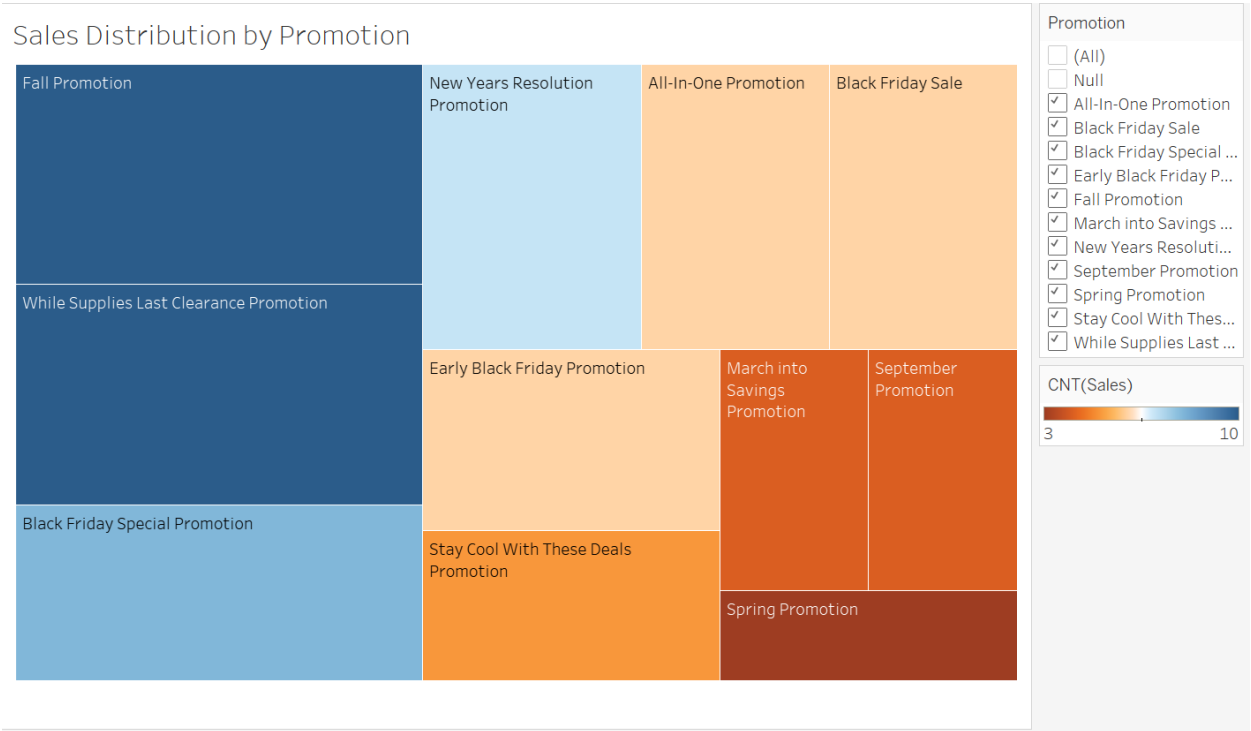 Sales Distribution by Promotion
Fall Promotion
While Supplies Last Clearance Promotion
Black Friday Special Promotion
New Years Resolution
Promotion
All-In-One Promotion
Black Friday Sale
Early Black Friday Promotion
Stay Cool With These Deals
Promotion
March into
Savings
Promotion
September
Promotion
Spring Promotion
Promotion
(All)
Null
All-In-One Promotion
Black Friday Sale
Black Friday Special ...
Early Black Friday P...
Fall Promotion
March into Savings ...
New Years Resoluti...
September Promotion
Spring Promotion
Stay Cool With Thes...
While Supplies Last ...
CNT(Sales)
3 10